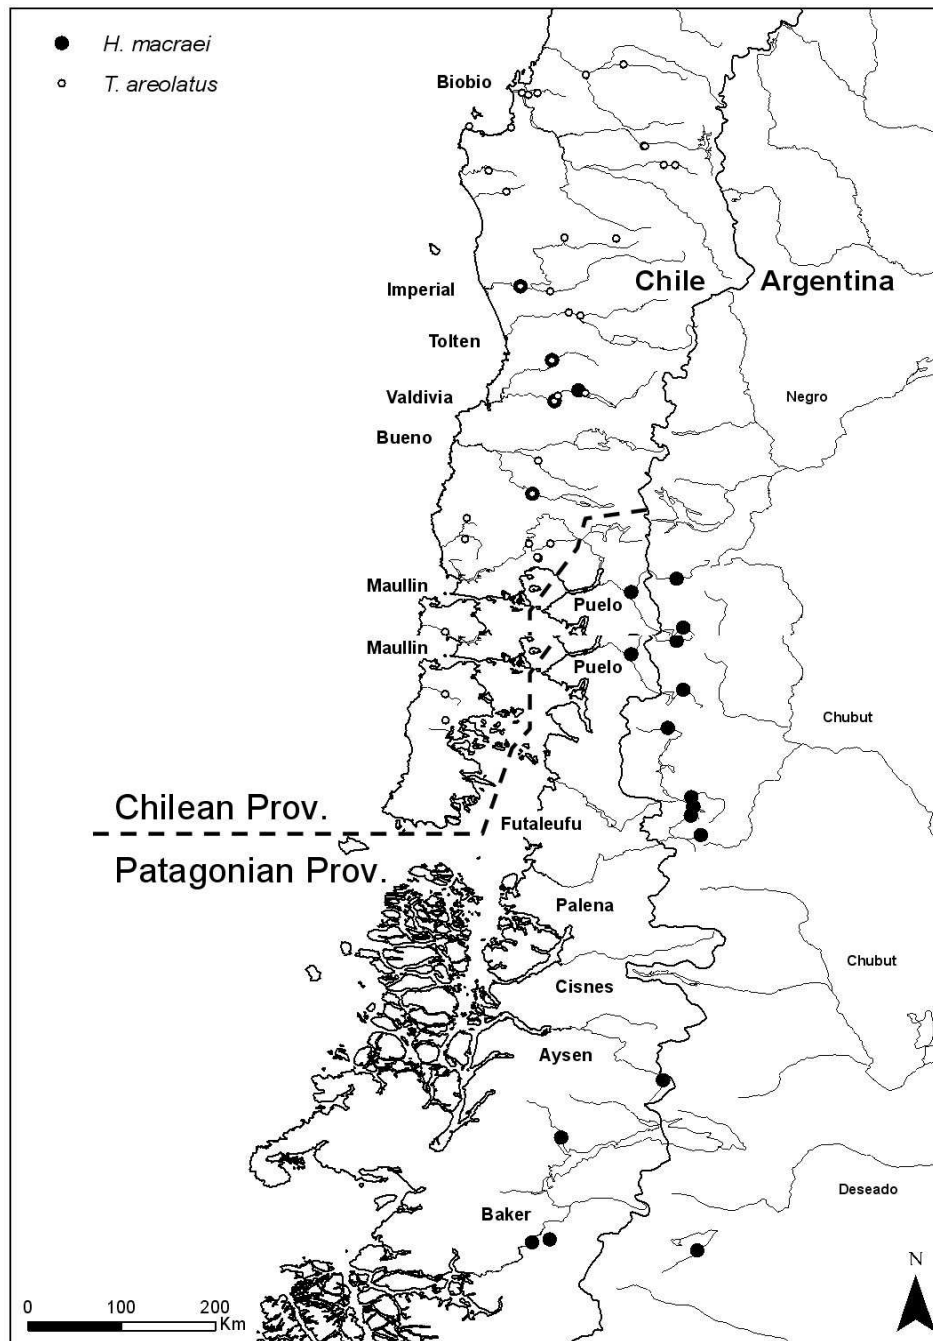 H. macraei
T. areolatus
Biobio
Chile
Argentina
Imperial
Tolten
Valdivia
Negro
Bueno
Maullin
Puelo
Maullin
Puelo
Chubut
Chilean Prov.
Futaleufu
Patagonian Prov.
Palena
Chubut
Cisnes
Aysen
Deseado
Baker
N
0 100 200
Km